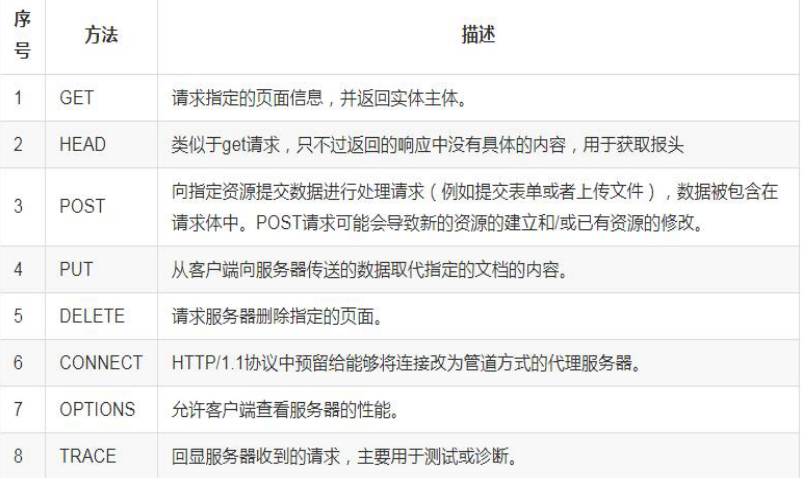 序号 方法 描述
1 GET 请求指定的页面信息，并返回实体主体。
2 HEAD 类似于get请求，只不过返回的响应中没有具体的内容，用于获取报头
3 POST 向指定资源提交数据进行处理请求（例如提交表单或者上传文件），数据被包含在
请求体中。POST请求可能会导致新的资源的建立和/或已有资源的修改。
4 PUT 从客户端向服务器传送的数据取代指定的文档的内容。
5 DELETE 请求服务器删除指定的页面。
6 CONNECT HTTP/1.1协议中预留给能够将连接改为管道方式的代理服务器。
7 OPTIONS 允许客户端查看服务器的性能。
8 TRACE 回显服务器收到的请求，主要用于测试或诊断。